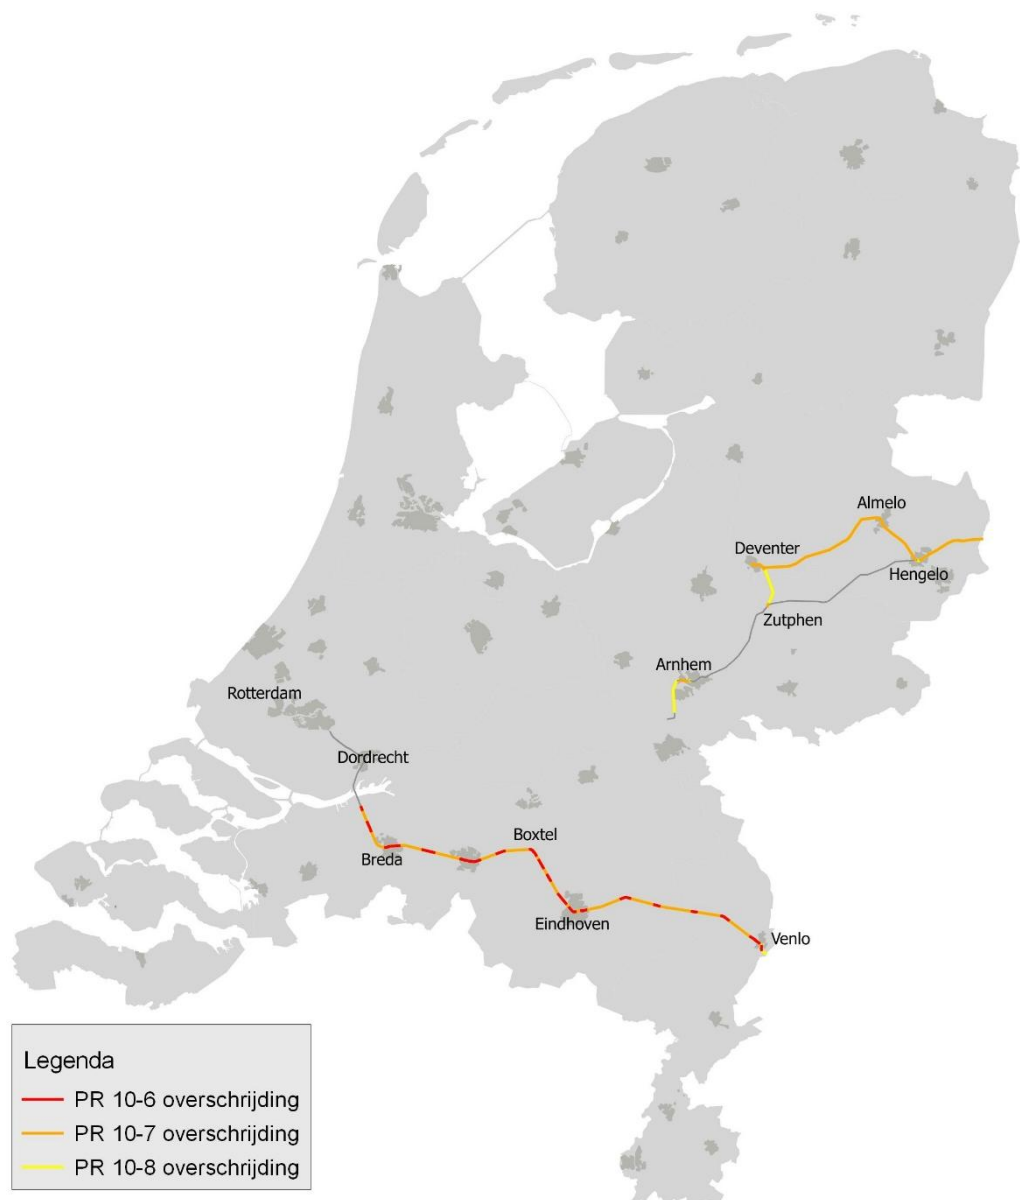 Almelo
Deventer
Hengelo
Zutphen
Arnhem
Rotterdam
Dordrecht
Boxtel
Breda
Eindhoven
Venlo
Legenda
PR 10-6 overschrijding
PR 10-7 overschrijding
PR 10-8 overschrijding